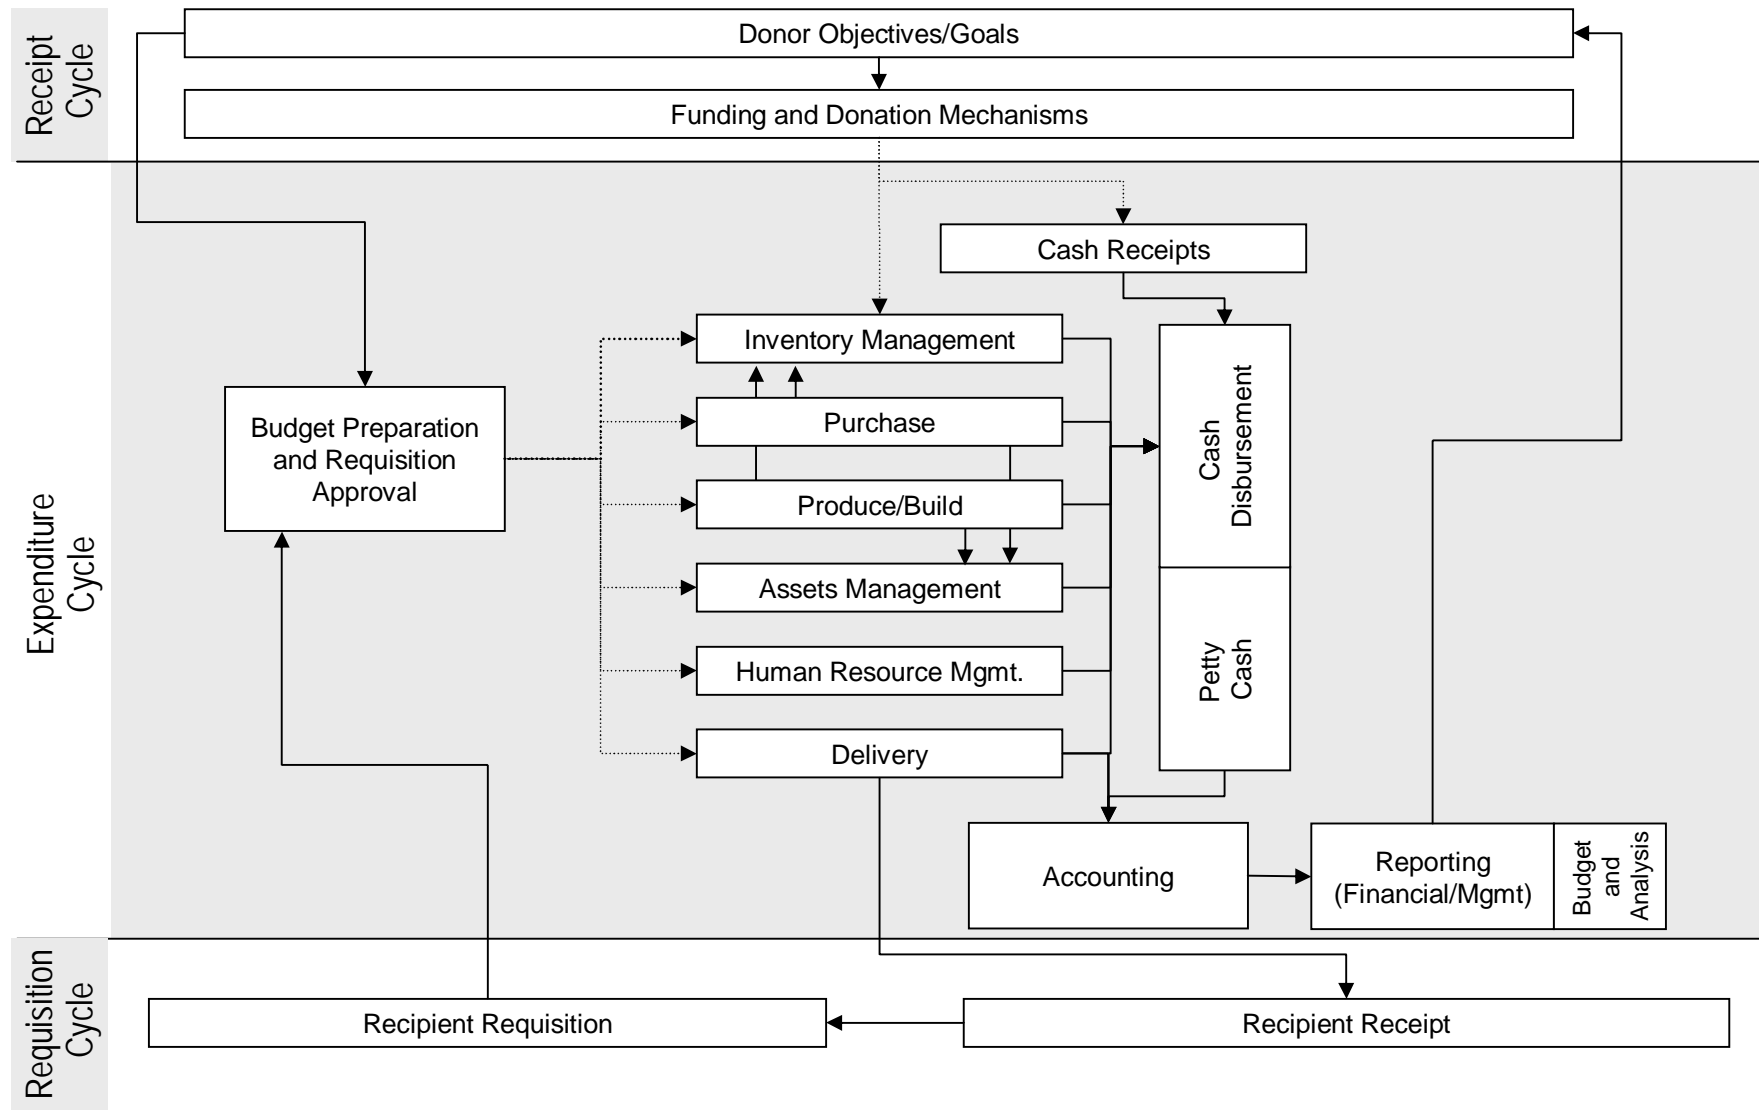 Receipt
Cycle
Donor Objectives/Goals
Funding and Donation Mechanisms
Expenditure
Cycle
Cash Receipts
Inventory Management
Cash
Disbursement
Budget Preparation
and Requisition
Approval
Purchase
Produce/Build
Assets Management
Petty
Cash
Human Resource Mgmt.
Delivery
Accounting
Reporting
(Financial/Mgmt)
Budget
and
Analysis
Requisition
Cycle
Recipient Requisition
Recipient Receipt